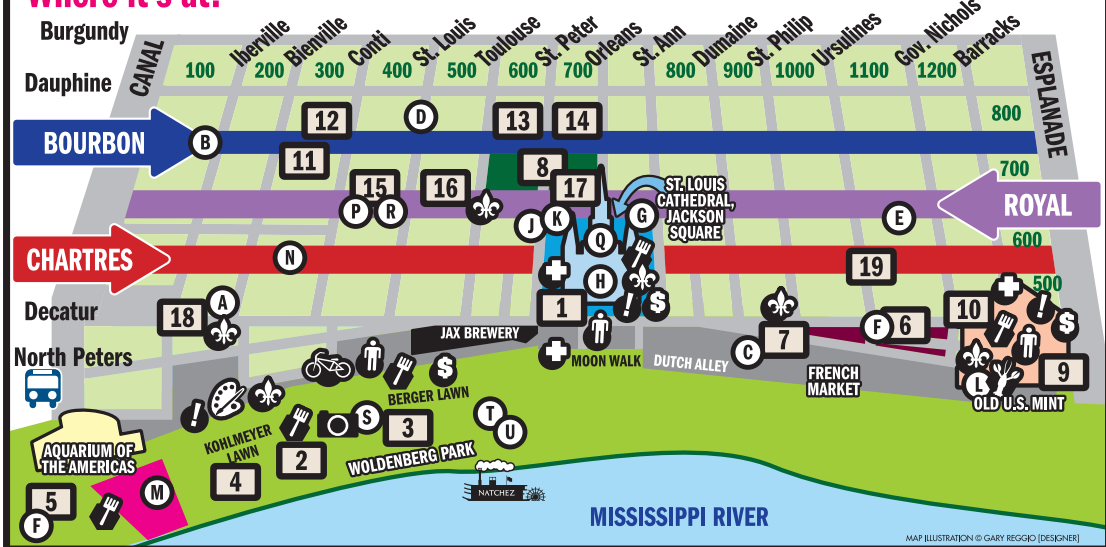 Where it's at!
Burgundy
Dauphine
BOURBON
CHARTRES
Decatur
North Peters
CANAL
Iberville
Bienville
Conti
St. Louis
Toulouse
St. Peter
Orleans
St. Ann
Dumaine
St. Philip
Ursulines
Gov. Nichols
Barracks
ESPLANADE
100
200
300
400
500
600
700
800
900
1000
1100
1200
800
700
600
500
ROYAL
B
12
D
13
14
11
8
15
16
17
P
R
J
K
G
E
ST. LOUIS
CATHEDRAL,
JACKSON
SQUARE
Q
N
H
19
!
$
18
A
1
10
!
$
F
6
JAX BREWERY
7
C
MOON WALK
DUTCH ALLEY
FRENCH
MARKET
9
L
OLD U.S. MINT
$
BERGER LAWN
!
S
3
T
U
KOHLMEYER
LAWN
2
WOLDENBERG PARK
4
AQUARIUM OF
THE AMERICAS
M
5
F
NATCHEZ
MISSISSIPPI RIVER
MAP ILLUSTRATION © GARY REGGIO [DESIGNER]